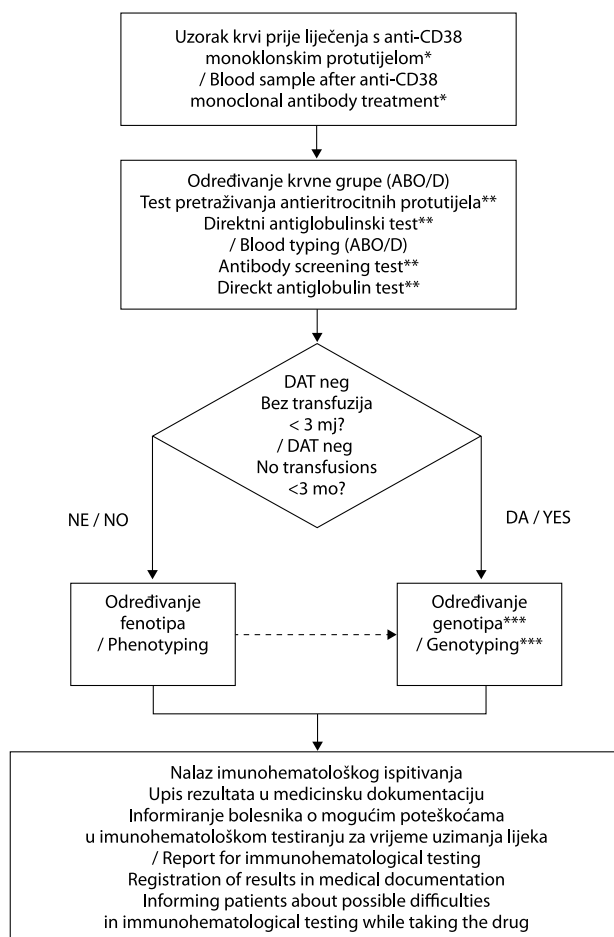 Uzorak krvi prije liječenja s anti-CD38
monoklonskim protutijelom*
/ Blood sample after anti-CD38
monoclonal antibody treatment*
Određivanje krvne grupe (ABO/D)
Test pretraživanja antieritrocitnih protutijela**
Direktni antiglobulinski test**
/ Blood typing (ABO/D)
Antibody screening test**
Direckt antiglobulin test**
DAT neg
Bez transfuzija
< 3 mj?
/ DAT neg
No transfusions
<3 mo?
NE / NO
DA / YES
Određivanje
fenotipa
/ Phenotyping
Određivanje
genotipa***
/ Genotyping***
Nalaz imunohematološkog ispitivanja
Upis rezultata u medicinsku dokumentaciju
Informiranje bolesnika o mogućim poteškoćama
u imunohematološkom testiranju za vrijeme uzimanja lijeka
/ Report for immunohematological testing
Registration of results in medical documentation
Informing patients about possible difficulties
in immunohematological testing while taking the drug